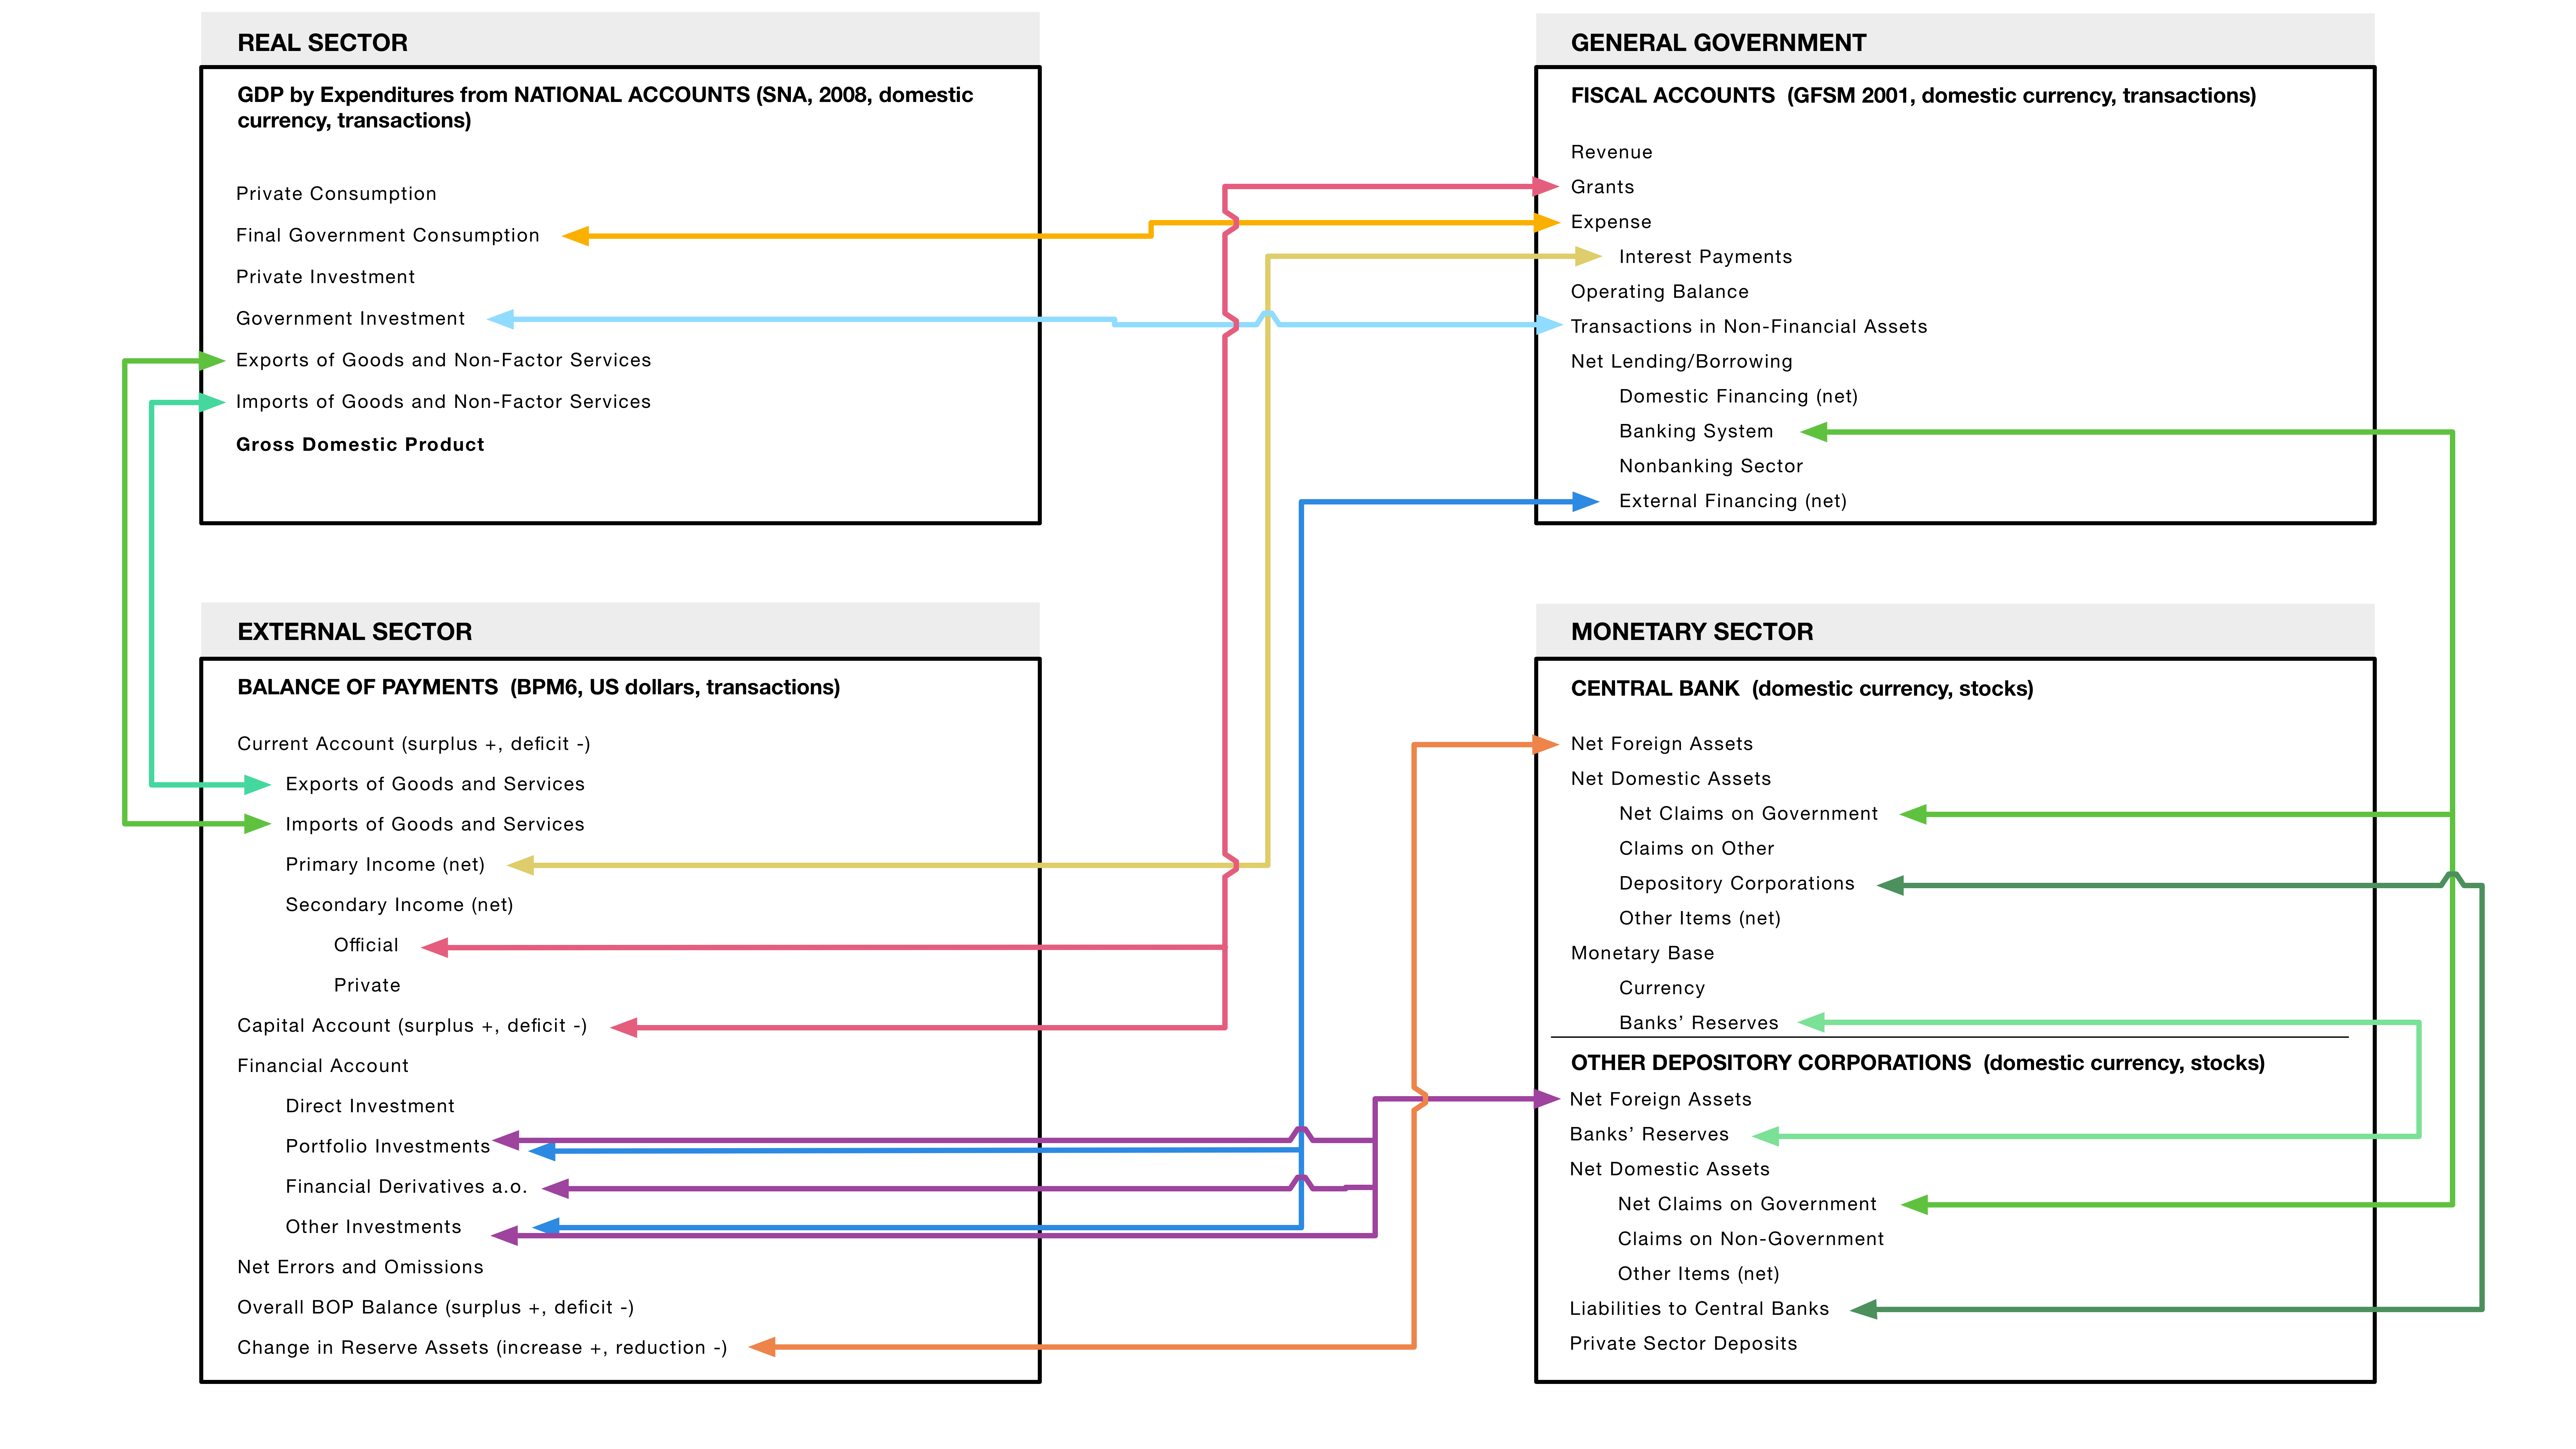 REAL SECTOR
GDP by Expenditures from NATIONAL ACCOUNTS (SNA, 2008, domestic
currency, transactions)
Private Consumption
Final Government Consumption
Private Investment
Government Investment
Exports of Goods and Non-Factor Services
Imports of Goods and Non-Factor Services
Gross Domestic Product
GENERAL GOVERNMENT
FISCAL ACCOUNTS (GFSM 2001, domestic currency, transactions)
Revenue
Grants
Expense
Interest Payments
Operating Balance
Transactions in Non-Financial Assets
Net Lending/Borrowing
Domestic Financing (net)
Banking System
Nonbanking Sector
External Financing (net)
EXTERNAL SECTOR
BALANCE OF PAYMENTS (BPM6, US dollars, transactions)
Current Account (surplus +, deficit -)
Exports of Goods and Services
Imports of Goods and Services
Primary Income (net)
Secondary Income (net)
Official
Private
Capital Account (surplus +, deficit -)
Financial Account
Direct Investment
Portfolio Investments
Financial Derivatives a.o.
Other Investments
Net Errors and Omissions
Overall BOP Balance (surplus +, deficit -)
Change in Reserve Assets (increase +, reduction -)
MONETARY SECTOR
CENTRAL BANK (domestic currency, stocks)
Net Foreign Assets
Net Domestic Assets
Net Claims on Government
Claims on Other
Depository Corporations
Other Items (net)
Monetary Base
Currency
Banks’ Reserves
OTHER DEPOSITORY CORPORATIONS (domestic currency, stocks)
Net Foreign Assets
Banks’ Reserves
Net Domestic Assets
Net Claims on Government
Claims on Non-Government
Other Items (net)
Liabilities to Central Banks
Private Sector Deposits